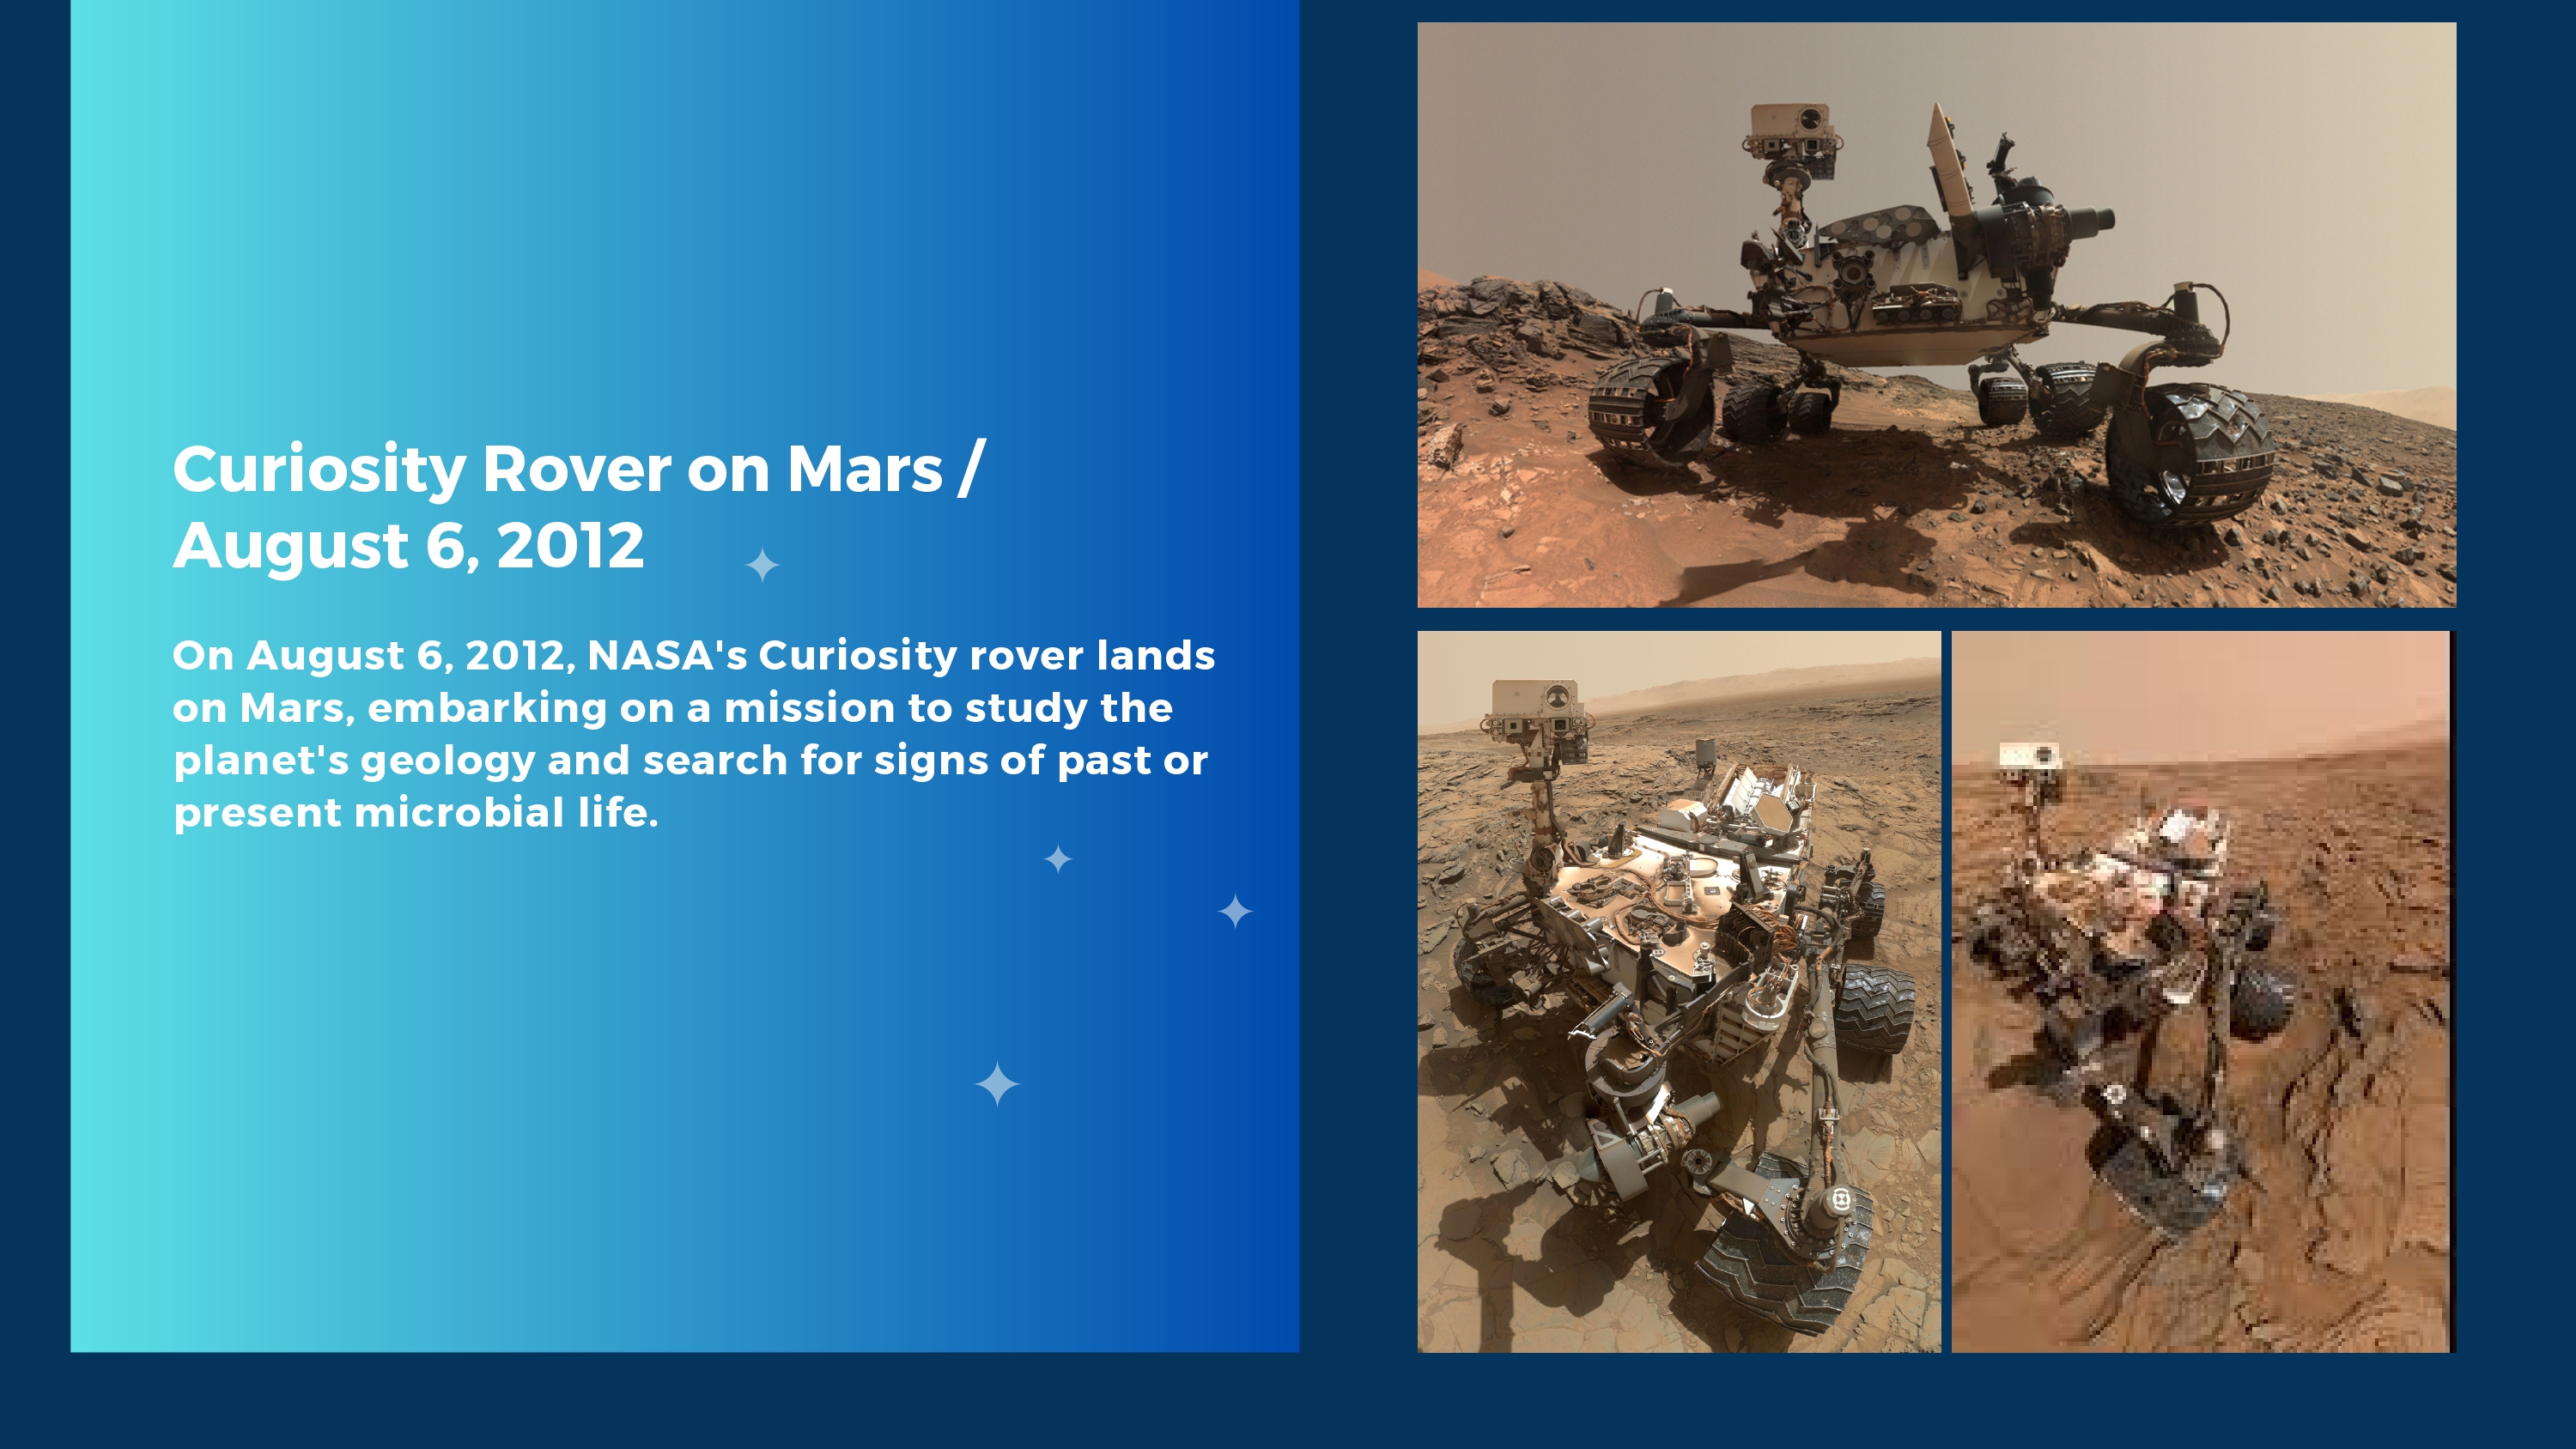 Curiosity Rover on Mars /
August 6, 2012
On August 6, 2012, NASA's Curiosity rover lands
on Mars, embarking on a mission to study the
planet's geology and search for signs of past or
present microbial life.